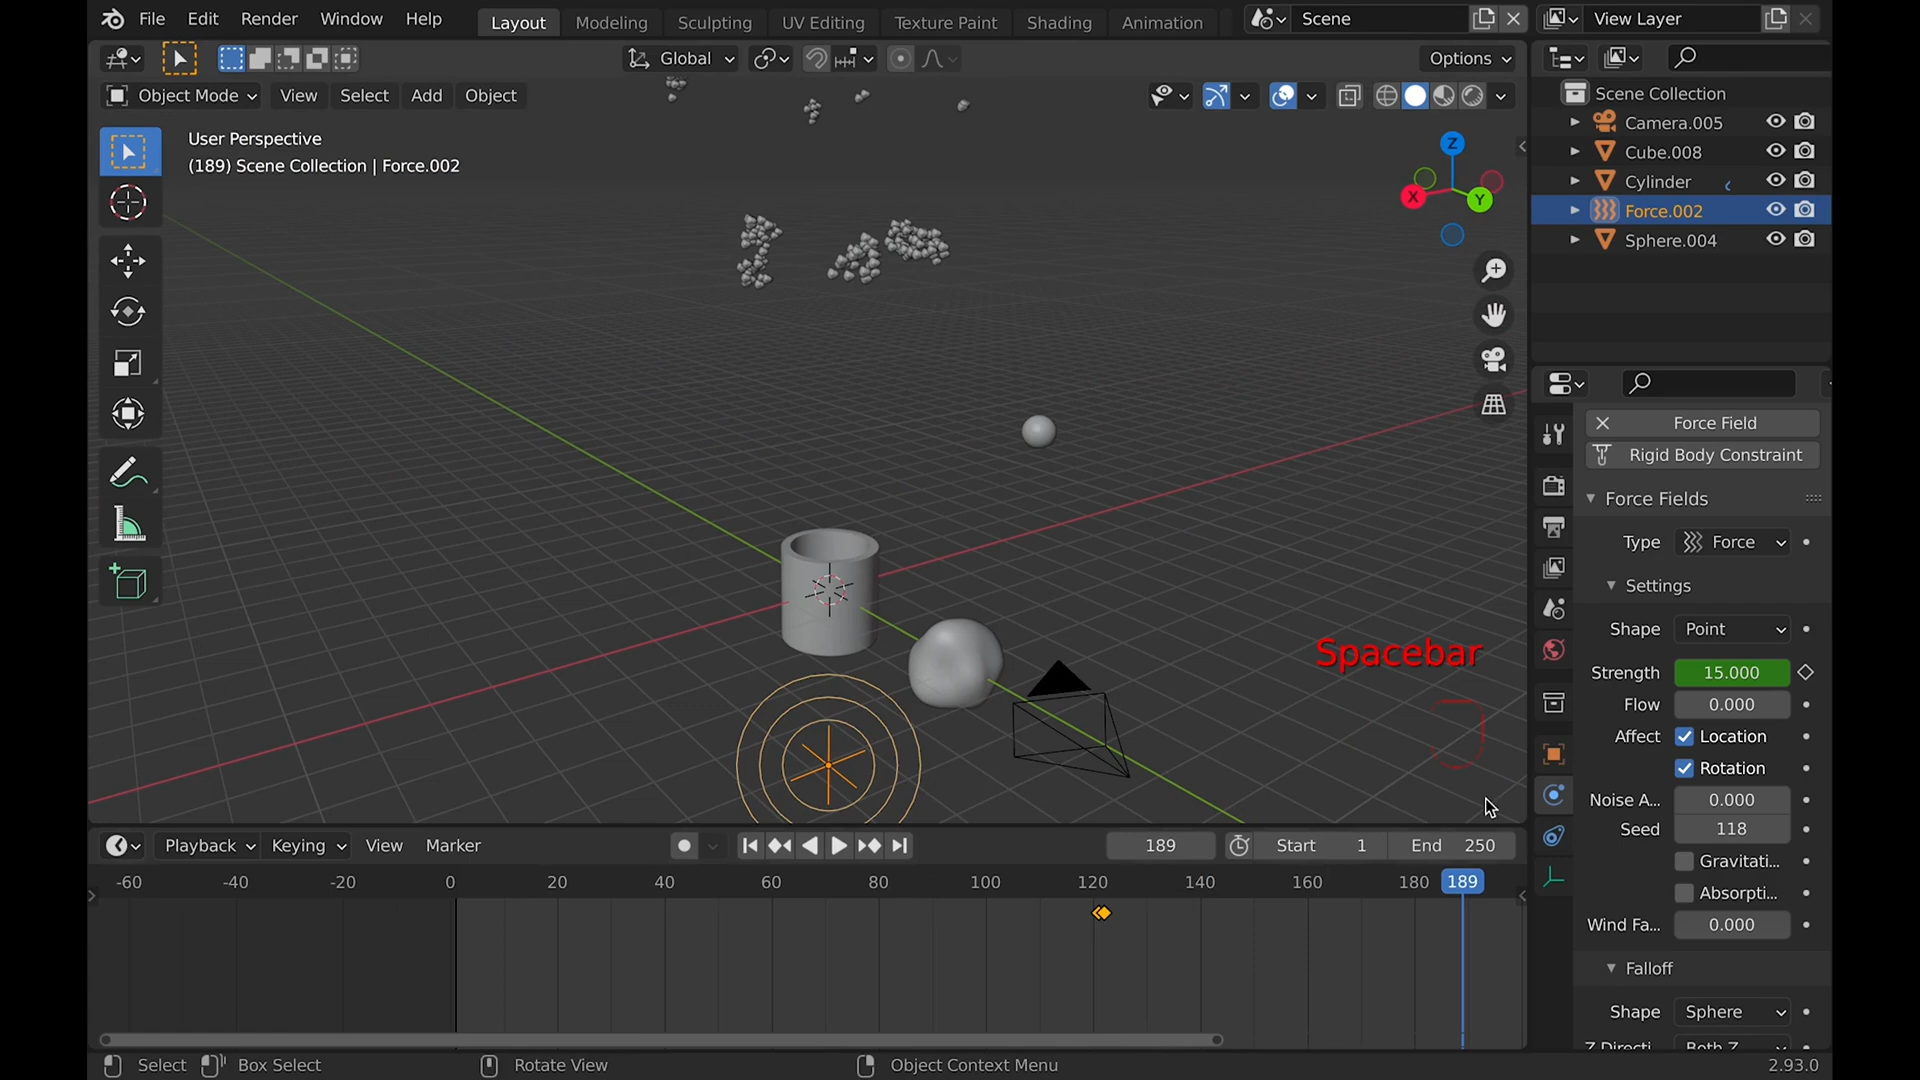 File Edit Render Window Help
Layout Modeling Sculpting UV Editing Texture Paint Shading Animation
Scene
View Layer
Global
Options
Object Mode View Select Add Object
User Perspective
(189) Scene Collection | Force.002
Z
X
Y
Spacebar
Scene Collection
Camera.005
Cube.008
Cylinder
Force.002
Sphere.004
Force Field
Rigid Body Constraint
Force Fields
Type Force
Settings
Shape Point
Strength 15.000
Flow 0.000
Affect Location
Rotation
Noise A... 0.000
Seed 118
Gravitati...
Absorpti...
Wind Fa... 0.000
Falloff
Shape Sphere
Z Directi... Both Z
Playback Keying View Marker
189 Start 1 End 250
-60 -40 -20 0 20 40 60 80 100 120 140 160 180 189
Select Box Select Rotate View Object Context Menu 2.93.0